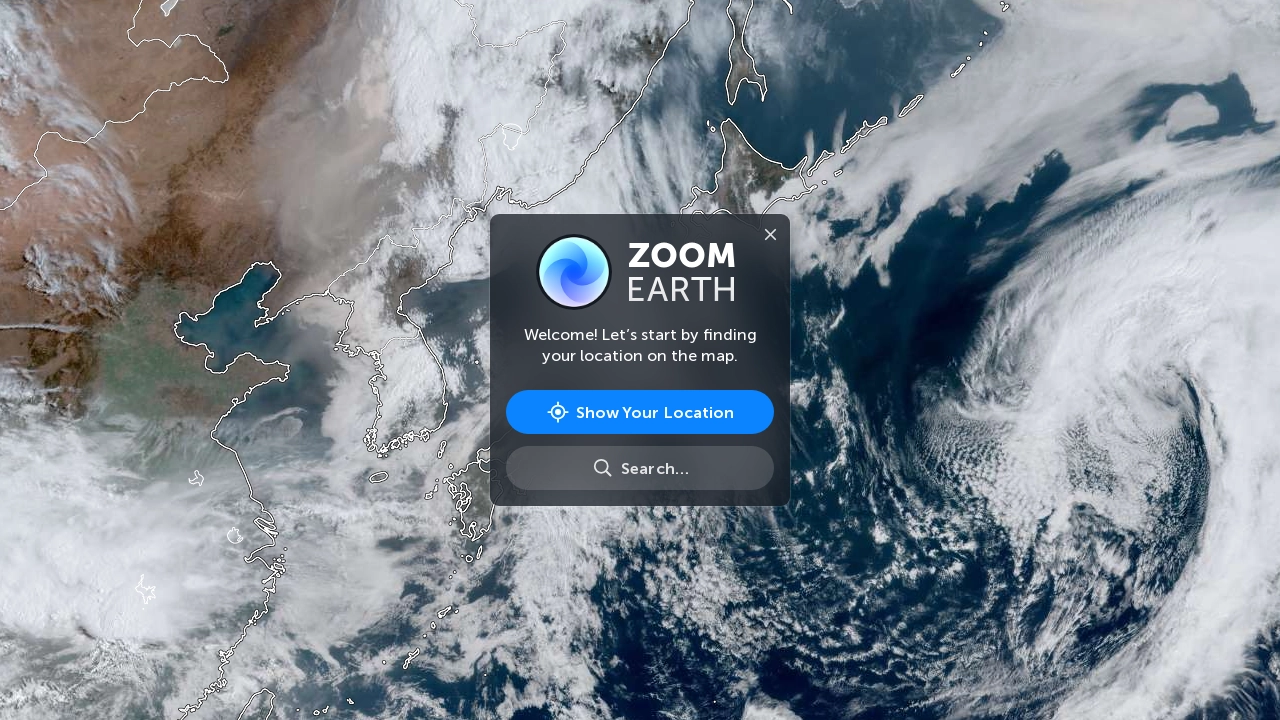 ZOOM
EARTH
Welcome! Let’s start by finding
your location on the map.
Show Your Location
Search…